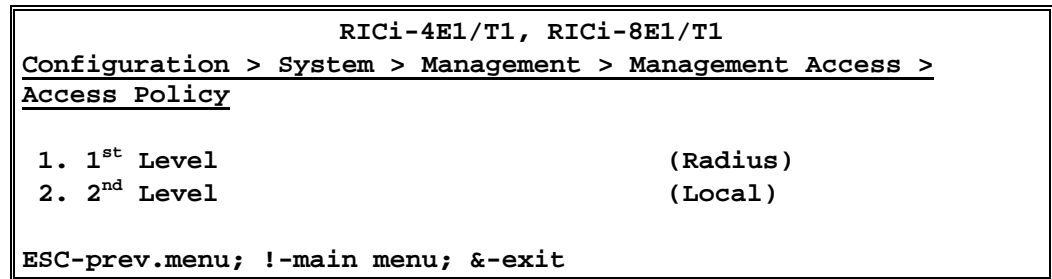 RICi-4E1/T1, RICi-8E1/T1
Configuration > System > Management > Management Access >
Access Policy
1. 1st Level (Radius)
2. 2nd Level (Local)
ESC-prev.menu; !-main menu; &-exit